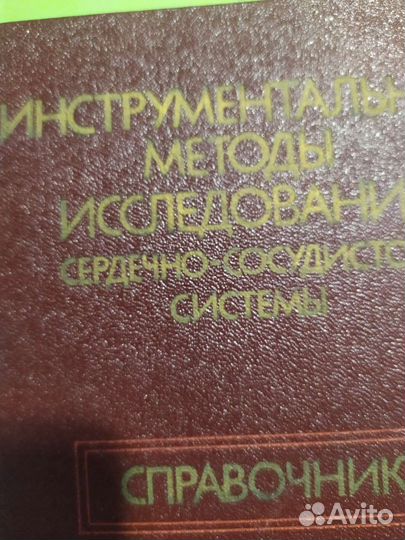 ИНСТРУМЕНТАЛЬН
МЕТОДЫ
ИССЛЕДОВАНИ
СЕРДЕЧНО-СОСУДИСТО
СИСТЕМЫ
СПРАВОЧНИК
Avito